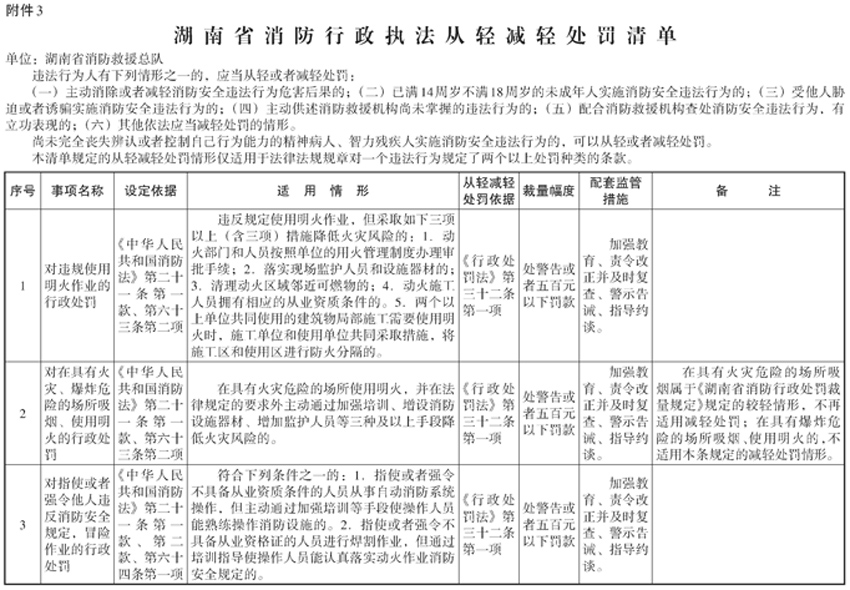 附件3
湖南省消防行政执法从轻减轻处罚清单
单位：湖南省消防救援总队
违法行为人有下列情形之一的，应当从轻或者减轻处罚：
（一）主动消除或者减轻消防安全违法行为危害后果的；（二）已满14周岁不满18周岁的未成年人实施消防安全违法行为的；（三）受他人胁
迫或者诱骗实施消防安全违法行为的；（四）主动供述消防救援机构尚未掌握的违法行为的；（五）配合消防救援机构查处消防安全违法行为，有
立功表现的；（六）其他依法应当减轻处罚的情形。
尚未完全丧失辨认或者控制自己行为能力的精神病人、智力残疾人实施消防安全违法行为的，可以从轻或者减轻处罚。
本清单规定的从轻减轻处罚情形仅适用于法律法规规章对一个违法行为规定了两个以上处罚种类的条款。
序号
事项名称
设定依据
适用情形
从轻减轻
处罚依据
裁量幅度
配套监管
措施
备注
1
对违规使用
明火作业的
行政处罚
《中华人民
共和国消防
法》第二十
一条第一
款、第六十
三条第二项
违反规定使用明火作业，但采取如下三项
以上（含三项）措施降低火灾风险的：1．动
火部门和人员按照单位的用火管理制度办理审
批手续；2．落实现场监护人员和设施器材的；
3．清理动火区域邻近可燃物的；4．动火施工
人员拥有相应的从业资质条件的。5．两个以
上单位共同使用的建筑物局部施工需要使用明
火时，施工单位和使用单位共同采取措施，将
施工区和使用区进行防火分隔的。
《行政处
罚法》第
三十二条
第一项
处警告或
者五百元
以下罚款
加强教
育、责令改
正并及时复
查、警示告
诫、指导约
谈。
2
对在具有火
灾、爆炸危
险的场所吸
烟、使用明
火的行政处
罚
《中华人民
共和国消防
法》第二十
一条第一
款、第六十
三条第二项
在具有火灾危险的场所使用明火，并在法
律规定的要求外主动通过加强培训、增设消防
设施器材、增加监护人员等三种及以上手段降
低火灾风险的。
《行政处
罚法》第
三十二条
第一项
处警告或
者五百元
以下罚款
加强教
育、责令改
正并及时复
查、警示告
诫、指导约
谈。
在具有火灾危险的场所吸
烟属于《湖南省消防行政处罚裁
量规定》规定的较轻情形，不再
适用减轻处罚；在具有爆炸危
险的场所吸烟、使用明火的，不
适用本条规定的减轻处罚情形。
3
对指使或者
强令他人违
反消防安全
规定，冒险
作业的行政
处罚
《中华人民
共和国消防
法》第二十
一条第一
款、第二
款、第六十
四条第一项
符合下列条件之一的：1．指使或者强令
不具备从业资质条件的人员从事自动消防系统
操作，但主动通过加强培训等手段使操作人员
能熟练操作消防设施的。2．指使或者强令不
具备从业资格证的人员进行焊割作业，但通过
培训指导使操作人员能认真落实动火作业消防
安全规定的。
《行政处
罚法》第
三十二条
第一项
处警告或
者五百元
以下罚款
加强教
育、责令改
正并及时复
查、警示告
诫、指导约
谈。